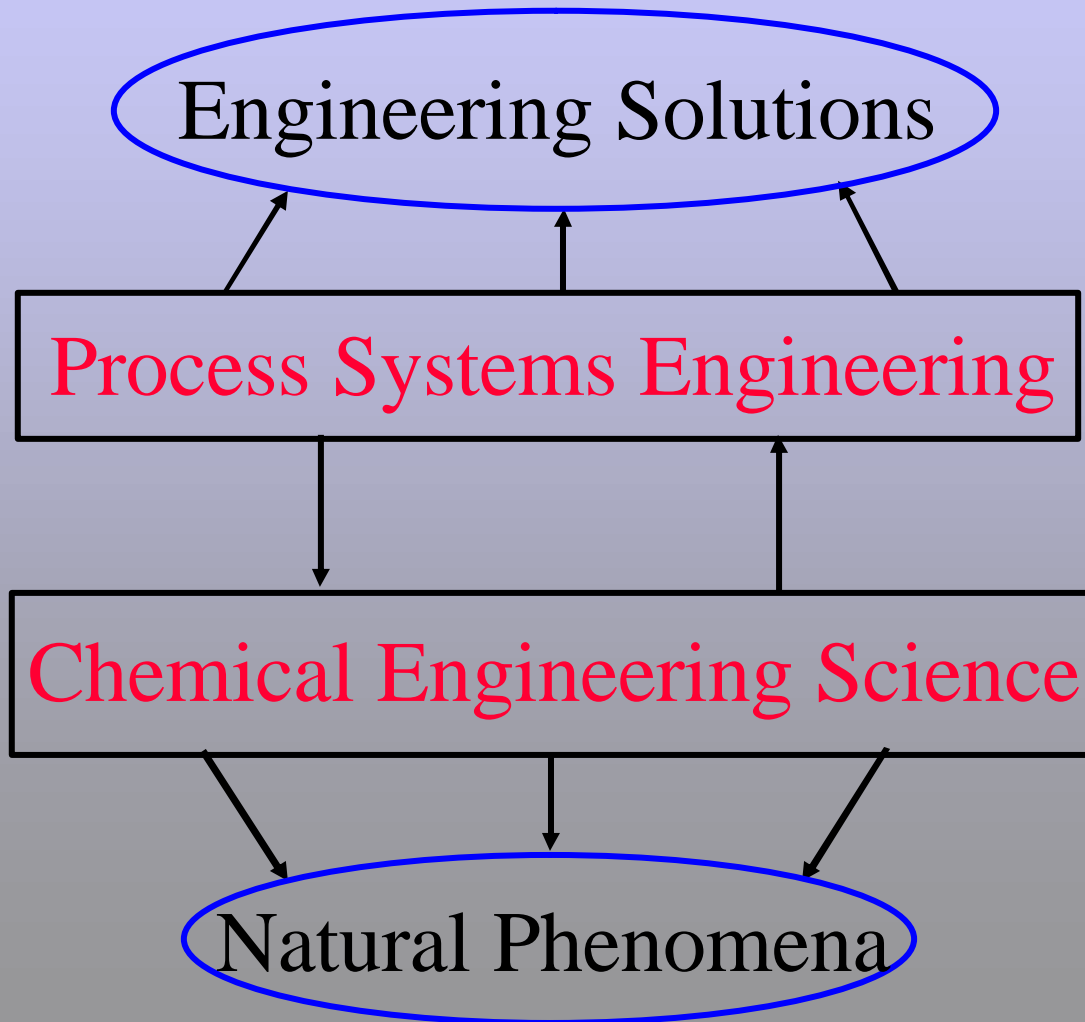 Engineering Solutions
Process Systems Engineering
Chemical Engineering Science
Natural Phenomena